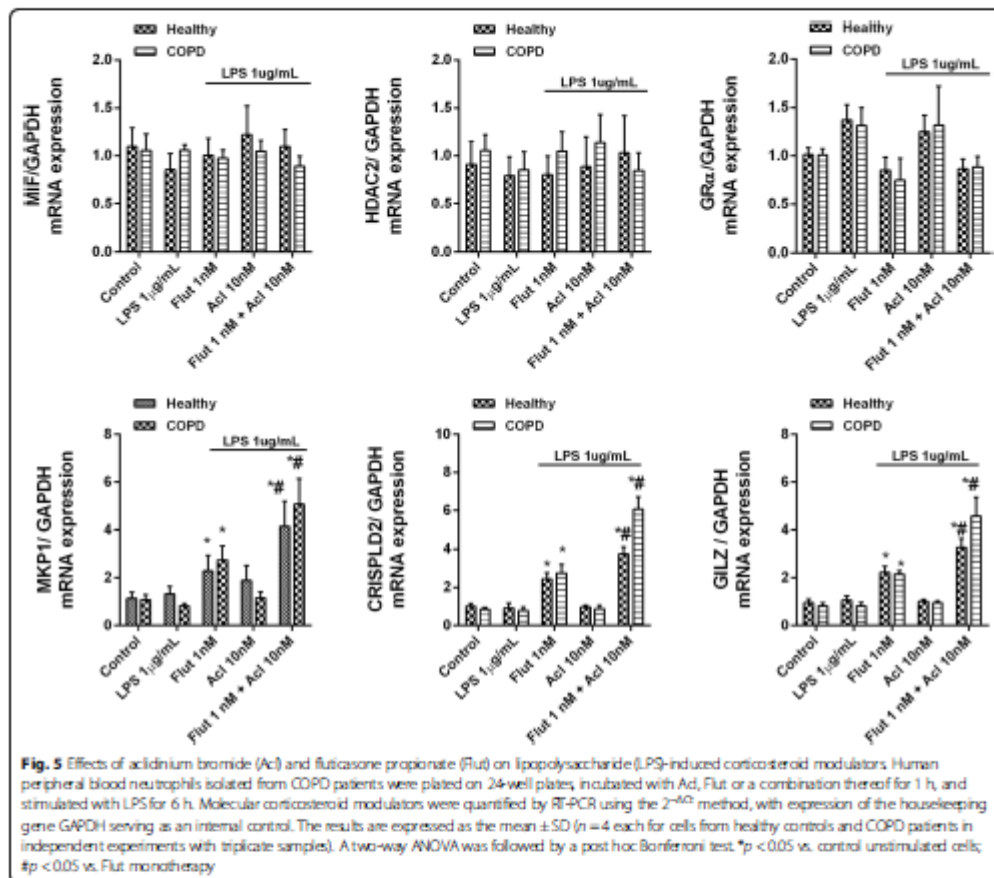 Healthy
COPD
LPS 1ug/mL
MIF/GAPDH
mRNA expression
2.0
1.5
1.0
0.5
0.0
Control
LPS 1µg/mL
Flut 1nM
Acl 10nM
Flut 1 nM + Acl 10nM
Healthy
COPD
LPS 1ug/mL
HDAC2/ GAPDH
mRNA expression
2.0
1.5
1.0
0.5
0.0
Control
LPS 1µg/mL
Flut 1nM
Acl 10nM
Flut 1 nM + Acl 10nM
Healthy
COPD
LPS 1ug/mL
GRα/GAPDH
mRNA expression
2.0
1.5
1.0
0.5
0.0
Control
LPS 1µg/mL
Flut 1nM
Acl 10nM
Flut 1 nM + Acl 10nM
Healthy
COPD
LPS 1ug/mL
MKP1/ GAPDH
mRNA expression
8
6
4
2
0
* * *# *#
Control
LPS 1µg/mL
Flut 1nM
Acl 10nM
Flut 1 nM + Acl 10nM
Healthy
COPD
LPS 1ug/mL
CRISPLD2/ GAPDH
mRNA expression
10
8
6
4
2
0
* * *# *#
Control
LPS 1µg/mL
Flut 1nM
Acl 10nM
Flut 1 nM + Acl 10nM
Healthy
COPD
LPS 1ug/mL
GILZ / GAPDH
mRNA expression
8
6
4
2
0
* * *# *#
Control
LPS 1µg/mL
Flut 1nM
Acl 10nM
Flut 1 nM + Acl 10nM
Fig. 5 Effects of aclidinium bromide (Acl) and fluticasone propionate (Flut) on lipopolysaccharide (LPS)-induced corticosteroid modulators. Human
peripheral blood neutrophils isolated from COPD patients were plated on 24-well plates, incubated with Acl, Flut or a combination thereof for 1 h, and
stimulated with LPS for 6 h. Molecular corticosteroid modulators were quantified by RT-PCR using the 2−ΔCt method, with expression of the housekeeping
gene GAPDH serving as an internal control. The results are expressed as the mean ± SD (n = 4 each for cells from healthy controls and COPD patients in
independent experiments with triplicate samples). A two-way ANOVA was followed by a post hoc Bonferroni test. *p < 0.05 vs. control unstimulated cells;
#p < 0.05 vs. Flut monotherapy